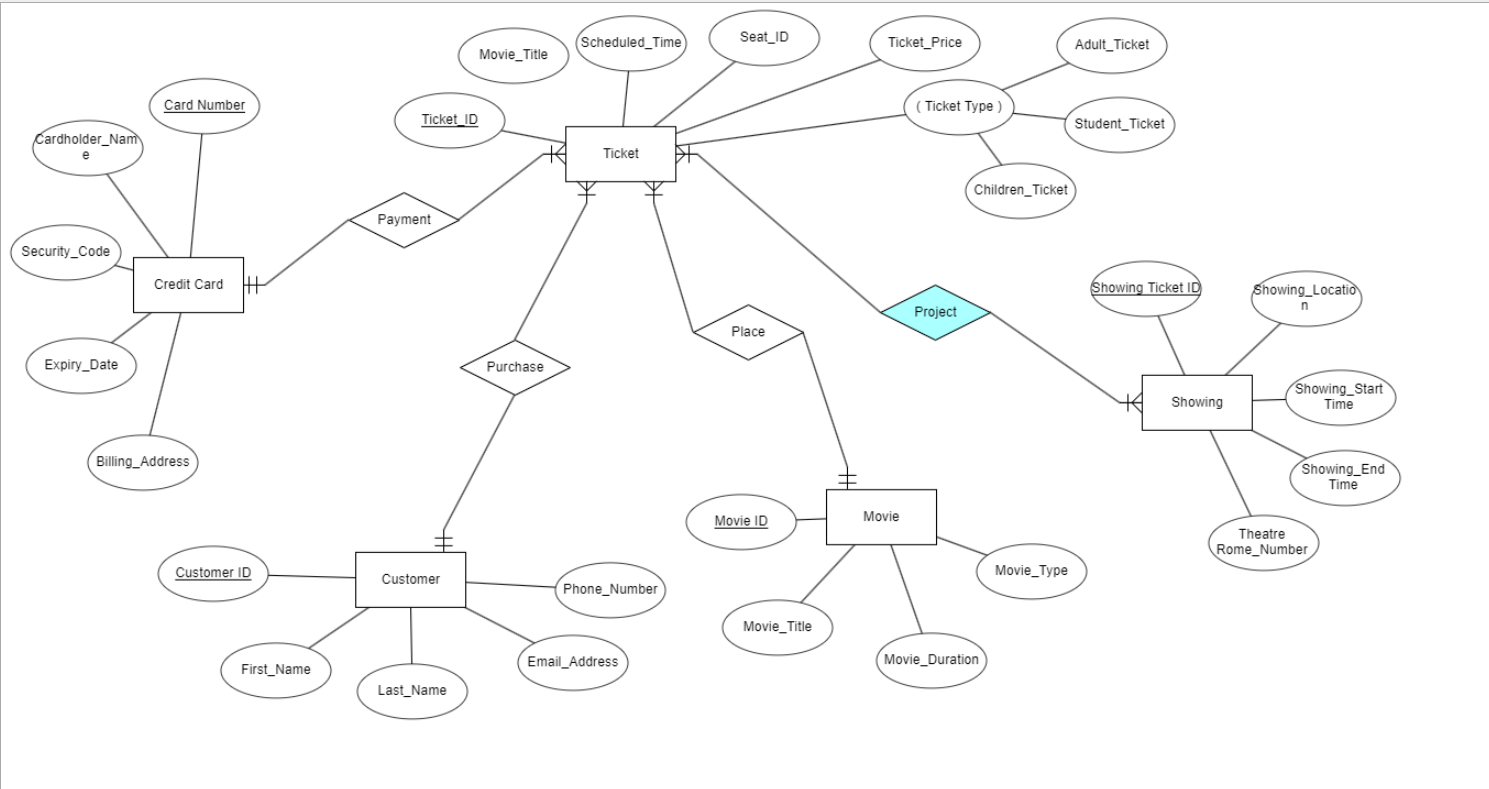 Movie_Title
Scheduled_Time
Seat_ID
Ticket_Price
Adult_Ticket
Card Number
Ticket_ID
( Ticket Type )
Student_Ticket
Cardholder_Nam
e
Ticket
Children_Ticket
Payment
Security_Code
Credit Card
Showing Ticket ID
Showing_Locatio
n
Project
Place
Expiry_Date
Purchase
Showing_Start
Time
Showing
Billing_Address
Showing_End
Time
Movie ID
Movie
Theatre
Rome_Number
Customer ID
Customer
Phone_Number
Movie_Type
Movie_Title
First_Name
Last_Name
Email_Address
Movie_Duration